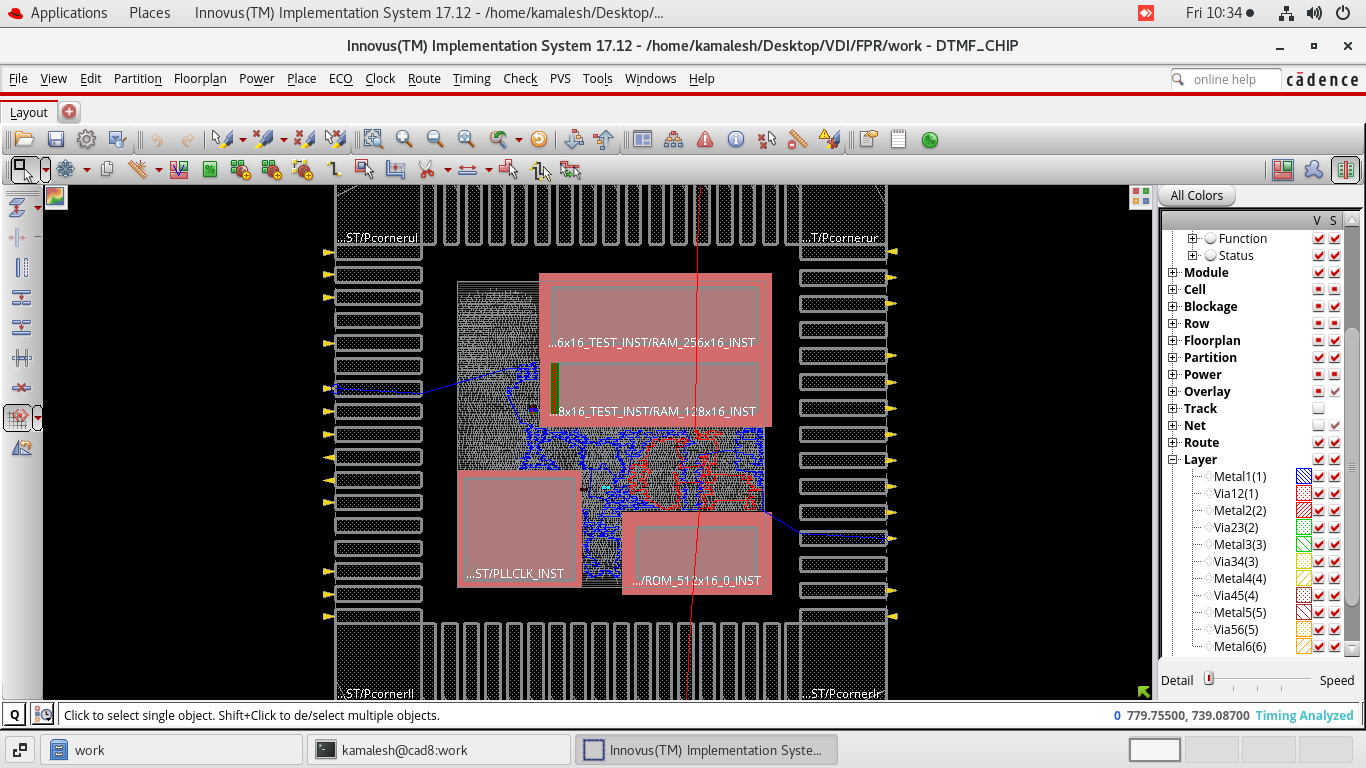 Applications Places Innovus(TM) Implementation System 17.12 - /home/kamalesh/Desktop/... Fri 10:34
Innovus(TM) Implementation System 17.12 - /home/kamalesh/Desktop/VDI/FPR/work - DTMF_CHIP
File View Edit Partition Floorplan Power Place ECO Clock Route Timing Check PVS Tools Windows Help online help cādence
Layout
All Colors
V S
Function
Status
Module
Cell
Blockage
Row
Floorplan
Partition
Power
Overlay
Track
Net
Route
Layer
Metal1(1)
Via12(1)
Metal2(2)
Via23(2)
Metal3(3)
Via34(3)
Metal4(4)
Via45(4)
Metal5(5)
Via56(5)
Metal6(6)
Detail Speed
...ST/Pcornerul
...T/Pcornerur
...6x16_TEST_INST/RAM_256x16_INST
...8x16_TEST_INST/RAM_128x16_INST
...ST/PLLCLK_INST
.../ROM_512x16_0_INST
...ST/Pcornerll
...ST/Pcornerlr
Q Click to select single object. Shift+Click to de/select multiple objects. 0 779.75500, 739.08700 Timing Analyzed
work kamalesh@cad8:work Innovus(TM) Implementation Syste...